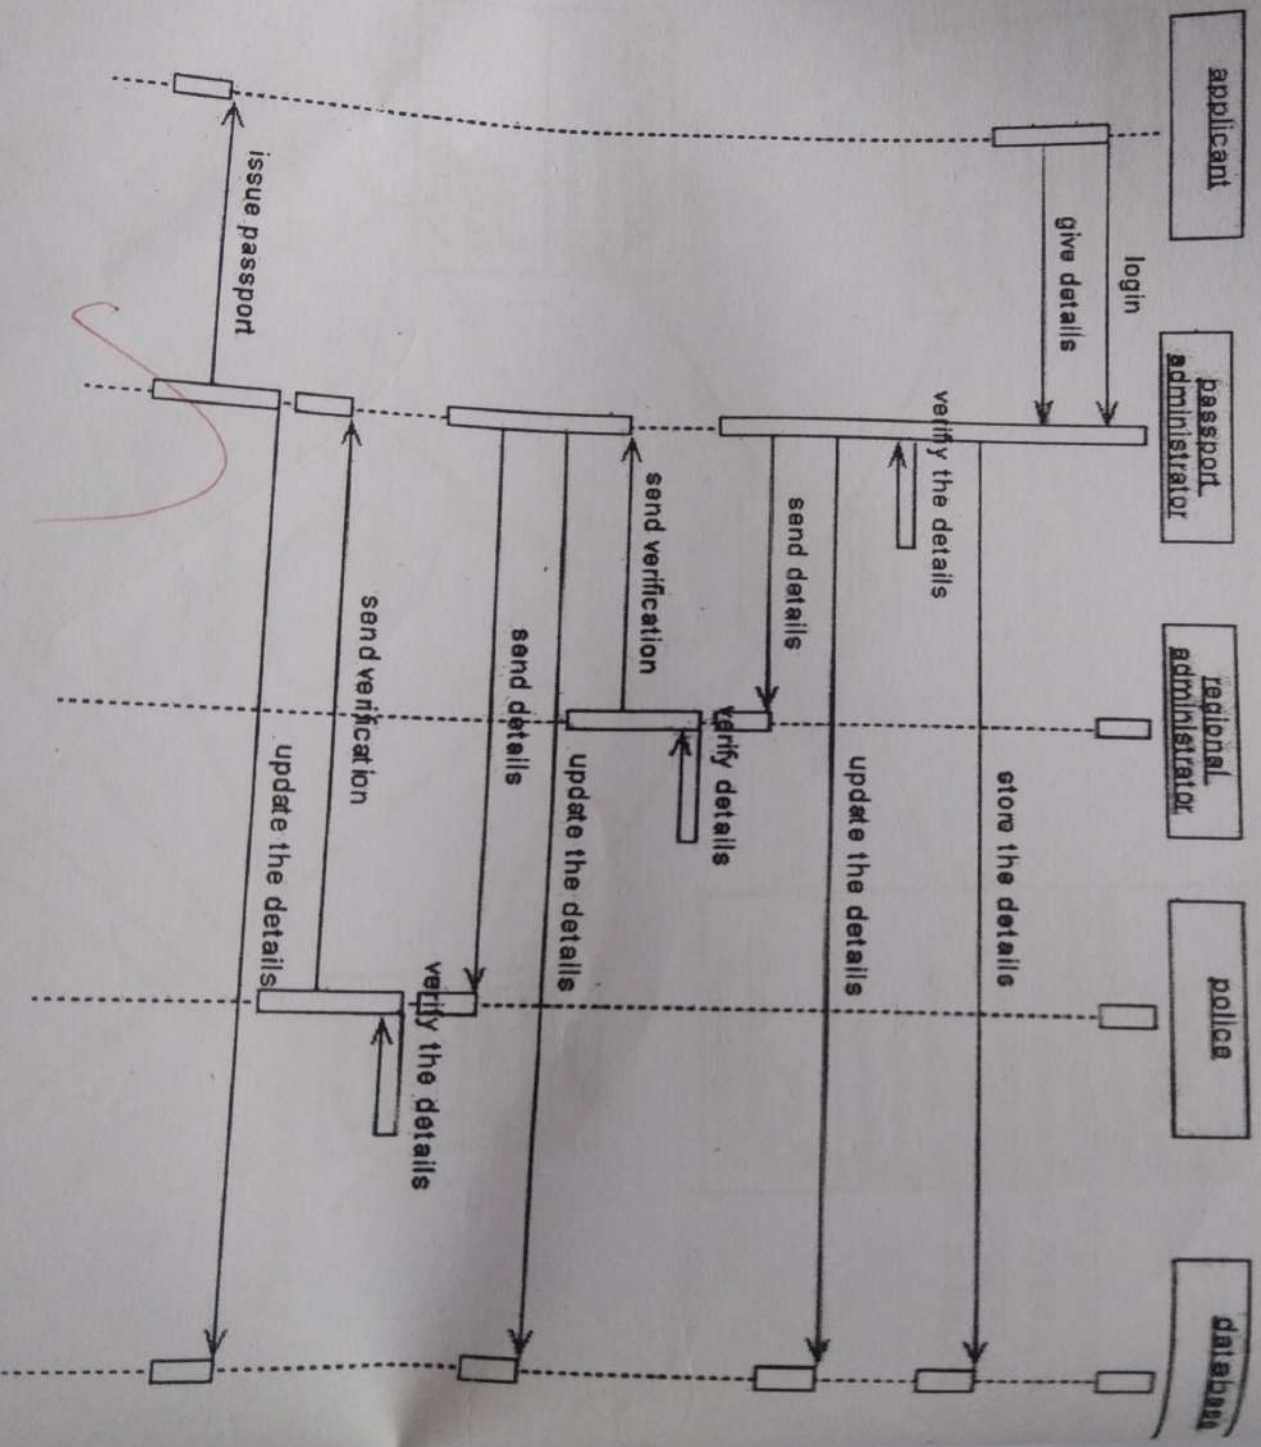 applicant
passport
administrator
regional
administrator
police
database
login
give details
store the details
verify the details
update the details
send details
verify details
send verification
update the details
send details
verify the details
send verification
update the details
issue passport